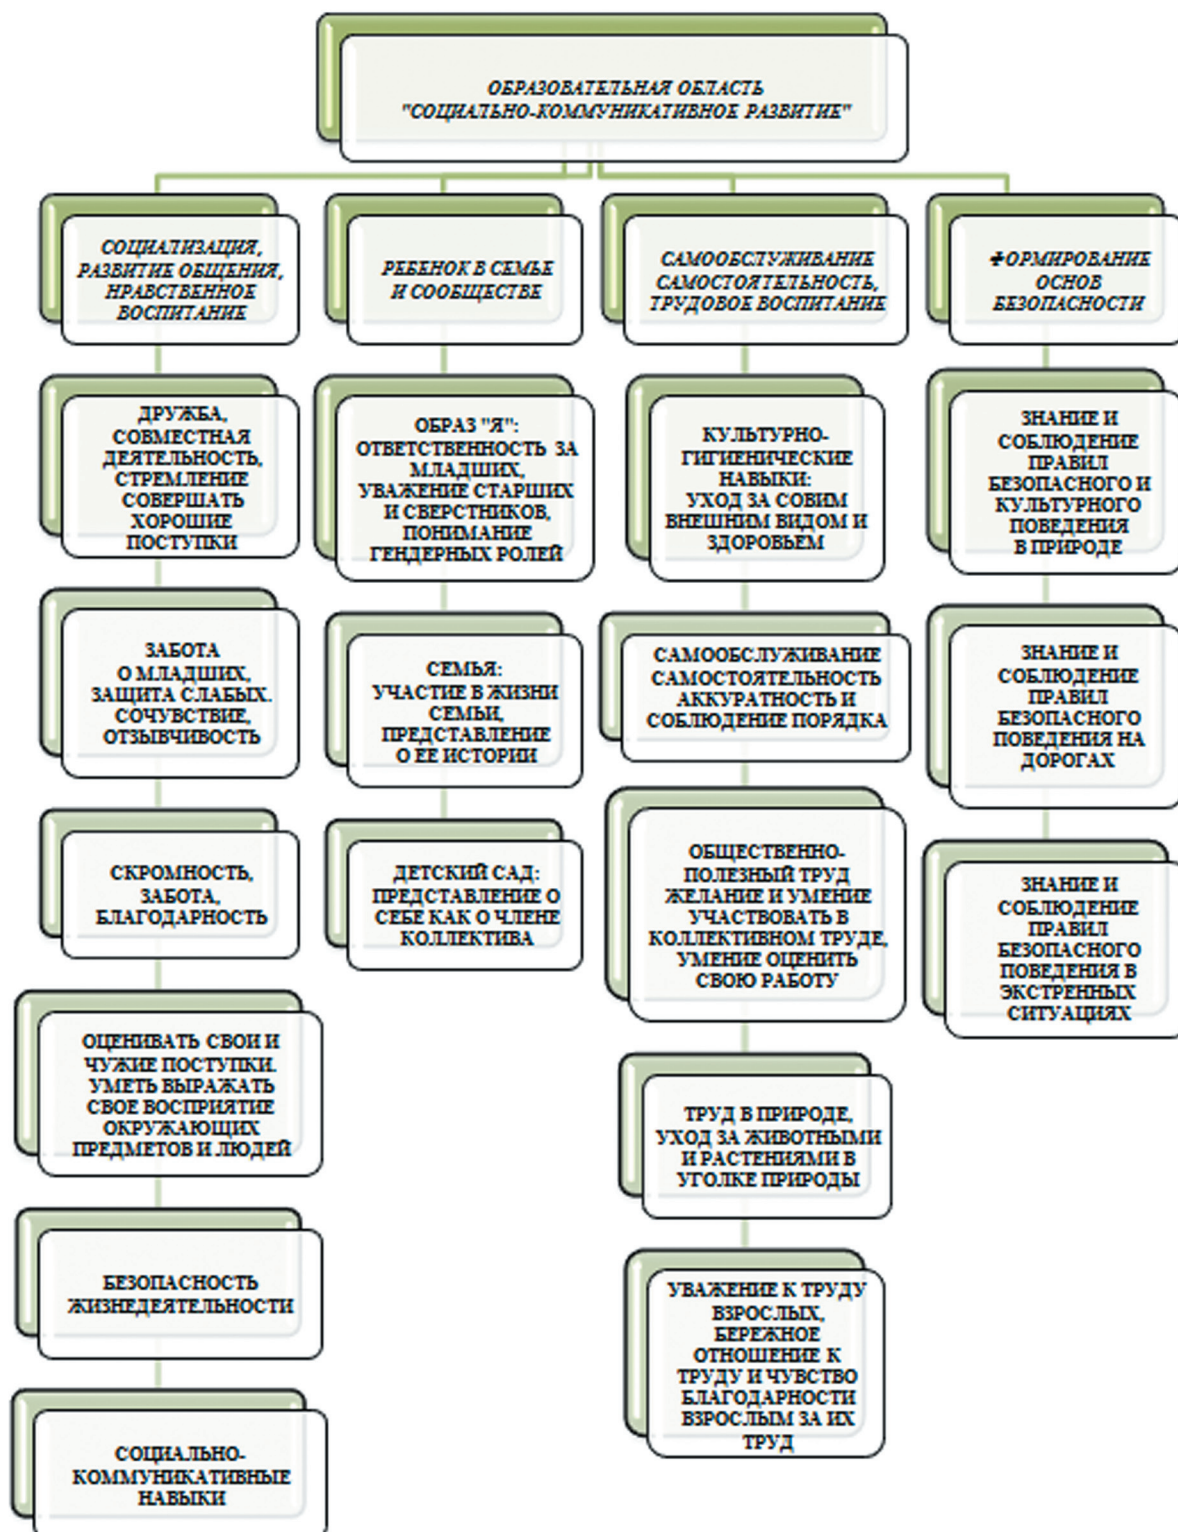 ОБРАЗОВАТЕЛЬНАЯ ОБЛАСТЬ
"СОЦИАЛЬНО-КОММУНИКАТИВНОЕ РАЗВИТИЕ"
СОЦИАЛИЗАЦИЯ,
РАЗВИТИЕ ОБЩЕНИЯ,
НРАВСТВЕННОЕ
ВОСПИТАНИЕ
ДРУЖБА,
СОВМЕСТНАЯ
ДЕЯТЕЛЬНОСТЬ,
СТРЕМЛЕНИЕ
СОВЕРШАТЬ
ХОРОШИЕ
ПОСТУПКИ
ЗАБОТА
О МЛАДШИХ,
ЗАЩИТА СЛАБЫХ.
СОЧУВСТВИЕ,
ОТЗЫВЧИВОСТЬ
СКРОМНОСТЬ,
ЗАБОТА,
БЛАГОДАРНОСТЬ
ОЦЕНИВАТЬ СВОИ И
ЧУЖИЕ ПОСТУПКИ.
УМЕТЬ ВЫРАЖАТЬ
СВОЕ ВОСПРИЯТИЕ
ОКРУЖАЮЩИХ
ПРЕДМЕТОВ И ЛЮДЕЙ
БЕЗОПАСНОСТЬ
ЖИЗНЕДЕЯТЕЛЬНОСТИ
СОЦИАЛЬНО-
КОММУНИКАТИВНЫЕ
НАВЫКИ
РЕБЕНОК В СЕМЬЕ
И СООБЩЕСТВЕ
ОБРАЗ "Я":
ОТВЕТСТВЕННОСТЬ ЗА
МЛАДШИХ,
УВАЖЕНИЕ СТАРШИХ
И СВЕРСТНИКОВ,
ПОНИМАНИЕ
ГЕНДЕРНЫХ РОЛЕЙ
СЕМЬЯ:
УЧАСТИЕ В ЖИЗНИ
СЕМЬИ,
ПРЕДСТАВЛЕНИЕ
О ЕЕ ИСТОРИИ
ДЕТСКИЙ САД:
ПРЕДСТАВЛЕНИЕ О
СЕБЕ КАК О ЧЛЕНЕ
КОЛЛЕКТИВА
САМООБСЛУЖИВАНИЕ
САМОСТОЯТЕЛЬНОСТЬ,
ТРУДОВОЕ ВОСПИТАНИЕ
КУЛЬТУРНО-
ГИГИЕНИЧЕСКИЕ
НАВЫКИ:
УХОД ЗА СОВИМ
ВНЕШНИМ ВИДОМ И
ЗДОРОВЬЕМ
САМООБСЛУЖИВАНИЕ
САМОСТОЯТЕЛЬНОСТЬ
АККУРАТНОСТЬ И
СОБЛЮДЕНИЕ ПОРЯДКА
ОБЩЕСТВЕННО-
ПОЛЕЗНЫЙ ТРУД
ЖЕЛАНИЕ И УМЕНИЕ
УЧАСТВОВАТЬ В
КОЛЛЕКТИВНОМ ТРУДЕ,
УМЕНИЕ ОЦЕНИТЬ
СВОЮ РАБОТУ
ТРУД В ПРИРОДЕ,
УХОД ЗА ЖИВОТНЫМИ
И РАСТЕНИЯМИ В
УГОЛКЕ ПРИРОДЫ
УВАЖЕНИЕ К ТРУДУ
ВЗРОСЛЫХ,
БЕРЕЖНОЕ
ОТНОШЕНИЕ К
ТРУДУ И ЧУВСТВО
БЛАГОДАРНОСТИ
ВЗРОСЛЫМ ЗА ИХ
ТРУД
ФОРМИРОВАНИЕ
ОСНОВ
БЕЗОПАСНОСТИ
ЗНАНИЕ И
СОБЛЮДЕНИЕ
ПРАВИЛ
БЕЗОПАСНОГО И
КУЛЬТУРНОГО
ПОВЕДЕНИЯ
В ПРИРОДЕ
ЗНАНИЕ И
СОБЛЮДЕНИЕ
ПРАВИЛ
БЕЗОПАСНОГО
ПОВЕДЕНИЯ НА
ДОРОГАХ
ЗНАНИЕ И
СОБЛЮДЕНИЕ
ПРАВИЛ
БЕЗОПАСНОГО
ПОВЕДЕНИЯ В
ЭКСТРЕННЫХ
СИТУАЦИЯХ